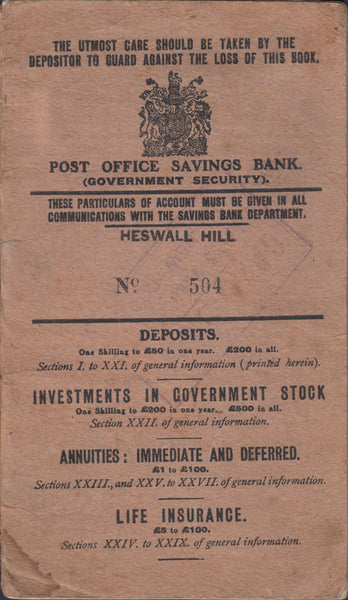 THE UTMOST CARE SHOULD BE TAKEN BY THE
DEPOSITOR TO GUARD AGAINST THE LOSS OF THIS BOOK.
POST OFFICE SAVINGS BANK.
(GOVERNMENT SECURITY).
THESE PARTICULARS OF ACCOUNT MUST BE GIVEN IN ALL
COMMUNICATIONS WITH THE SAVINGS BANK DEPARTMENT.
HESWALL HILL
No 504
DEPOSITS.
One Shilling to £50 in one year. £200 in all.
Sections I. to XXI. of general information (printed herein).
INVESTMENTS IN GOVERNMENT STOCK
One Shilling to £200 in one year. £500 in all.
Section XXII. of general information.
ANNUITIES: IMMEDIATE AND DEFERRED.
£1 to £100.
Sections XXIII., and XXV. to XXVII. of general information.
LIFE INSURANCE.
£5 to £100.
Sections XXIV. to XXIX. of general information.